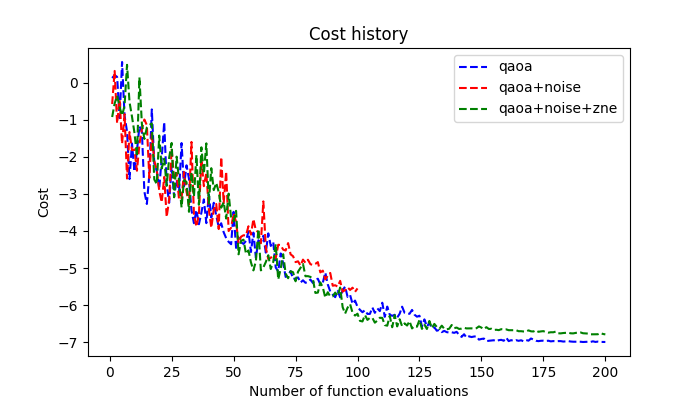 Cost history
qaoa
qaoa+noise
qaoa+noise+zne
Cost
0
−1
−2
−3
−4
−5
−6
−7
0 25 50 75 100 125 150 175 200
Number of function evaluations